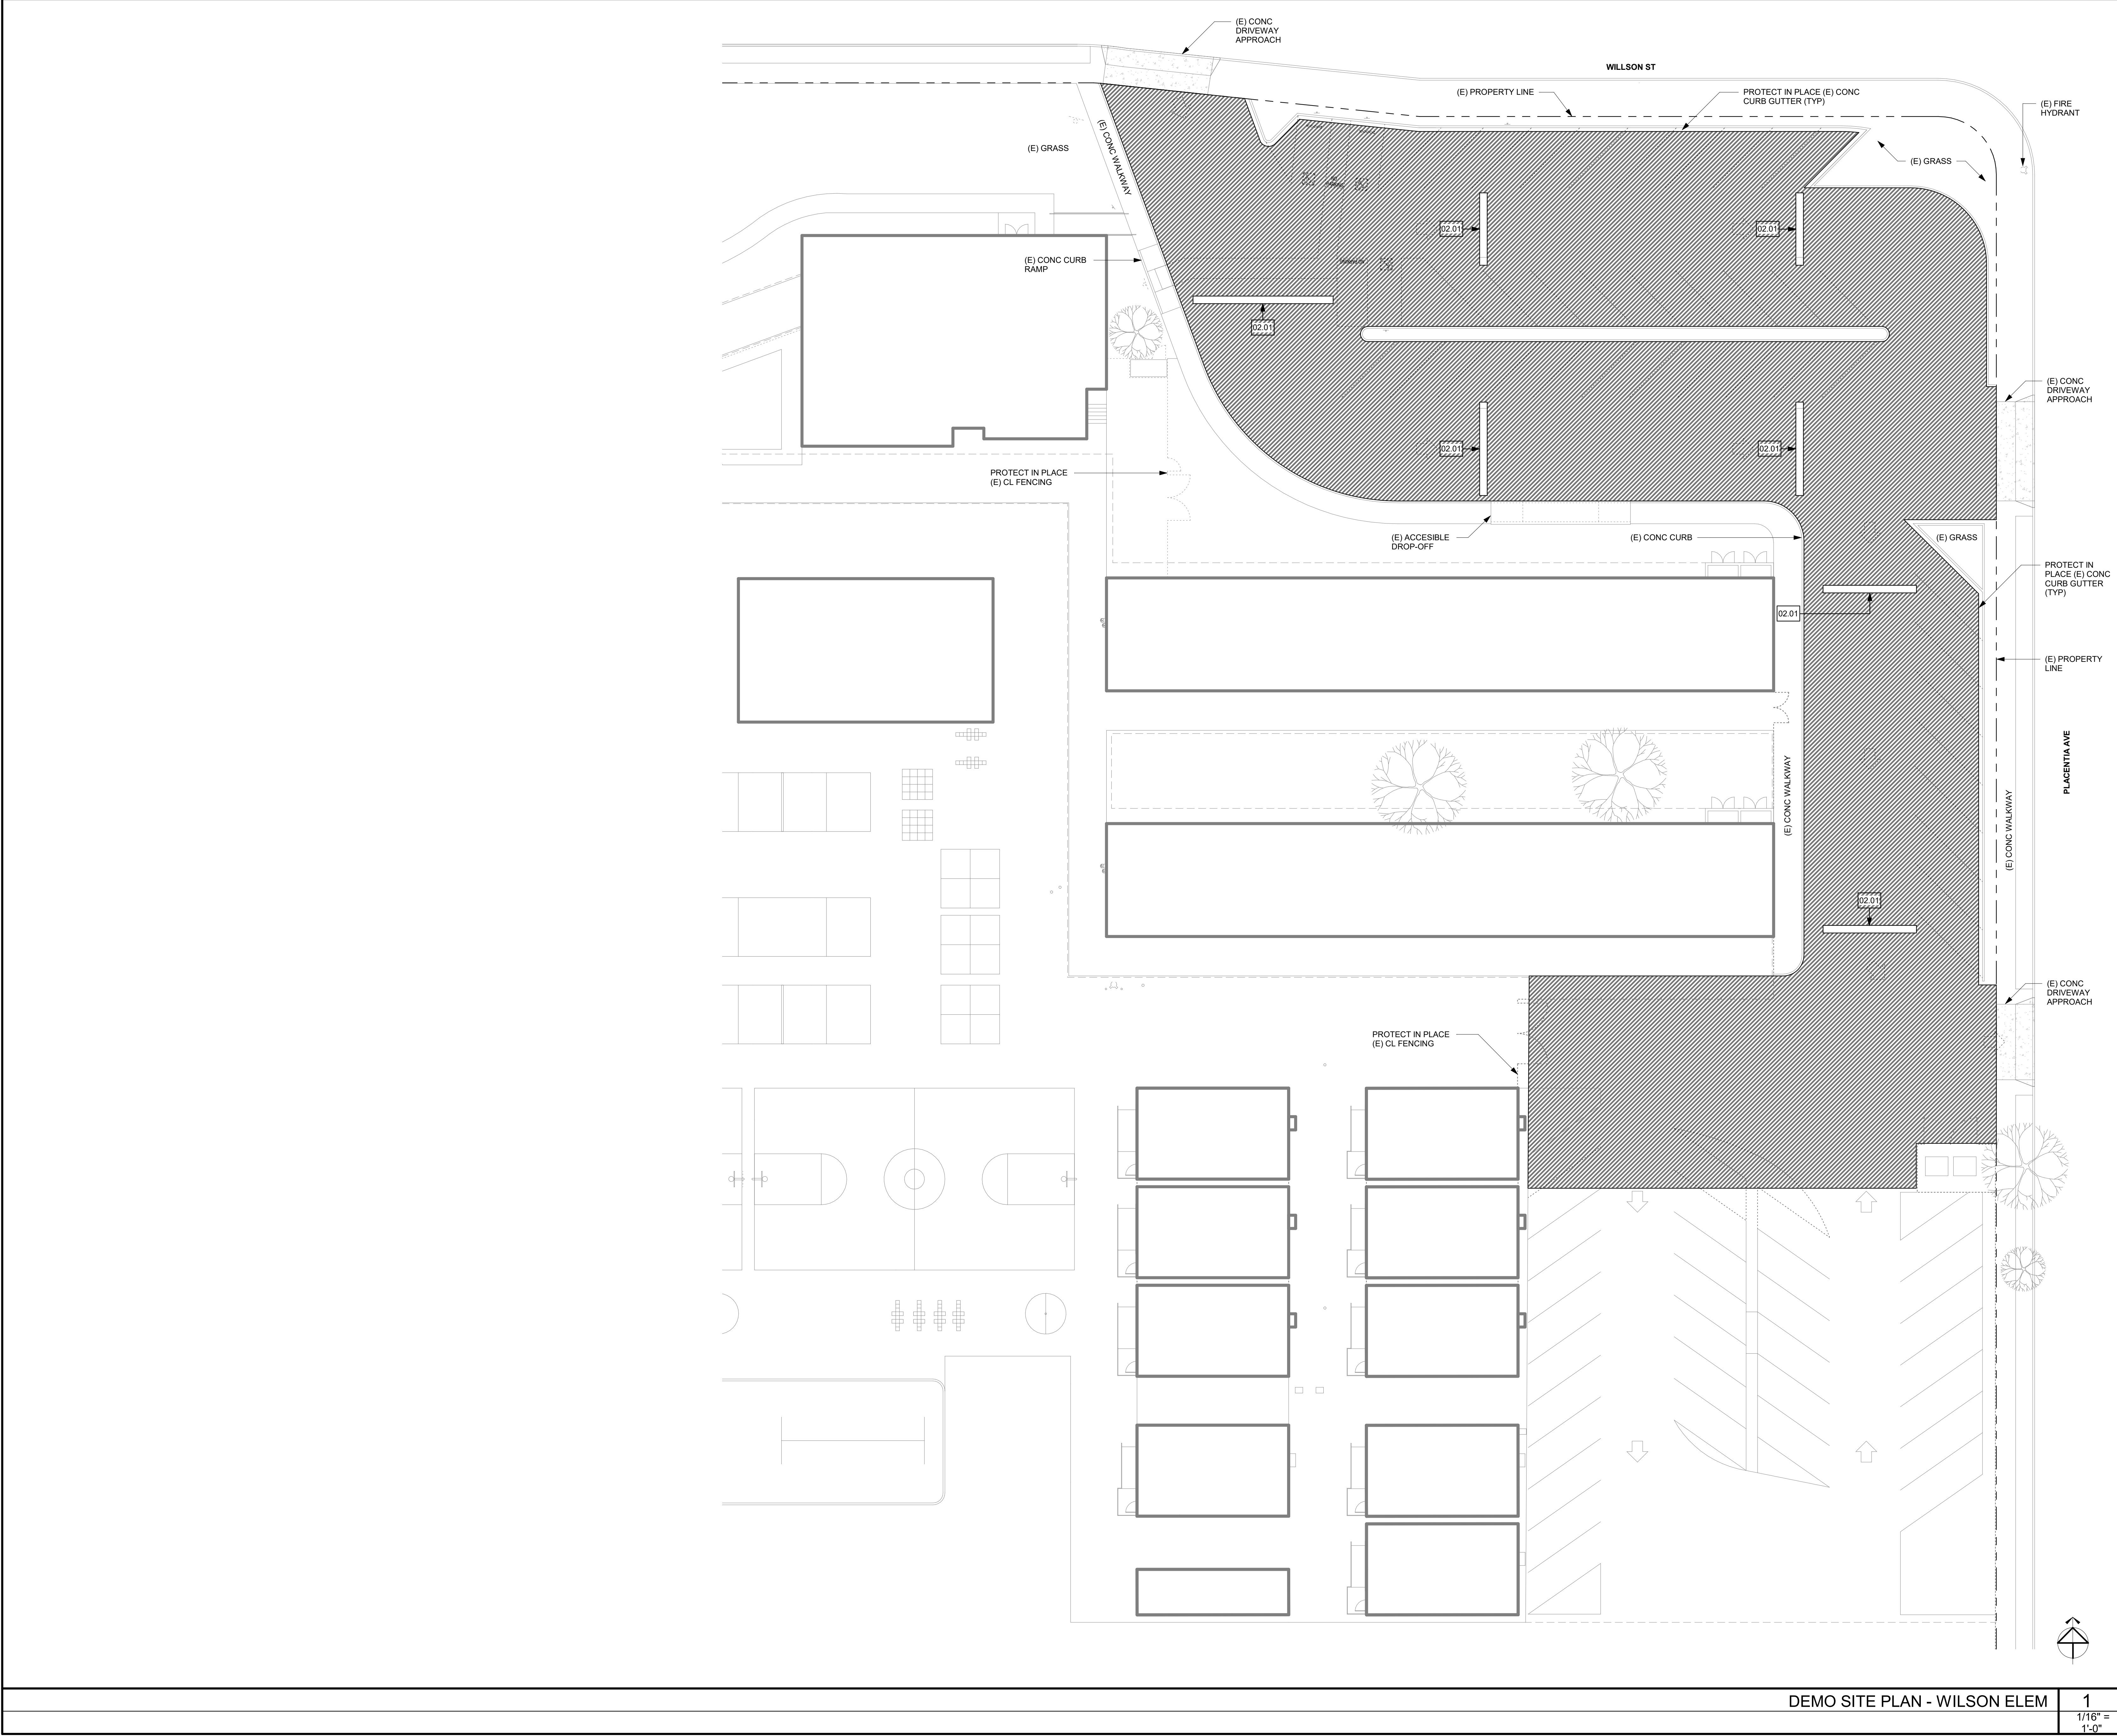 (E) CONC
DRIVEWAY
APPROACH
WILLSON ST
(E) PROPERTY LINE
PROTECT IN PLACE (E) CONC
CURB GUTTER (TYP)
(E) FIRE
HYDRANT
(E) GRASS
(E) CONC WALKWAY
(E) GRASS
NO
PARKING
02.01
02.01
(E) CONC CURB
RAMP
02.01
(E) CONC
DRIVEWAY
APPROACH
02.01
02.01
PROTECT IN PLACE
(E) CL FENCING
(E) ACCESIBLE
DROP-OFF
(E) CONC CURB
(E) GRASS
PROTECT IN
PLACE (E) CONC
CURB GUTTER
(TYP)
02.01
(E) PROPERTY
LINE
PLACENTIA AVE
(E) CONC WALKWAY
(E) CONC WALKWAY
02.01
(E) CONC
DRIVEWAY
APPROACH
PROTECT IN PLACE
(E) CL FENCING
DEMO SITE PLAN - WILSON ELEM
1
1/16" =
1'-0"